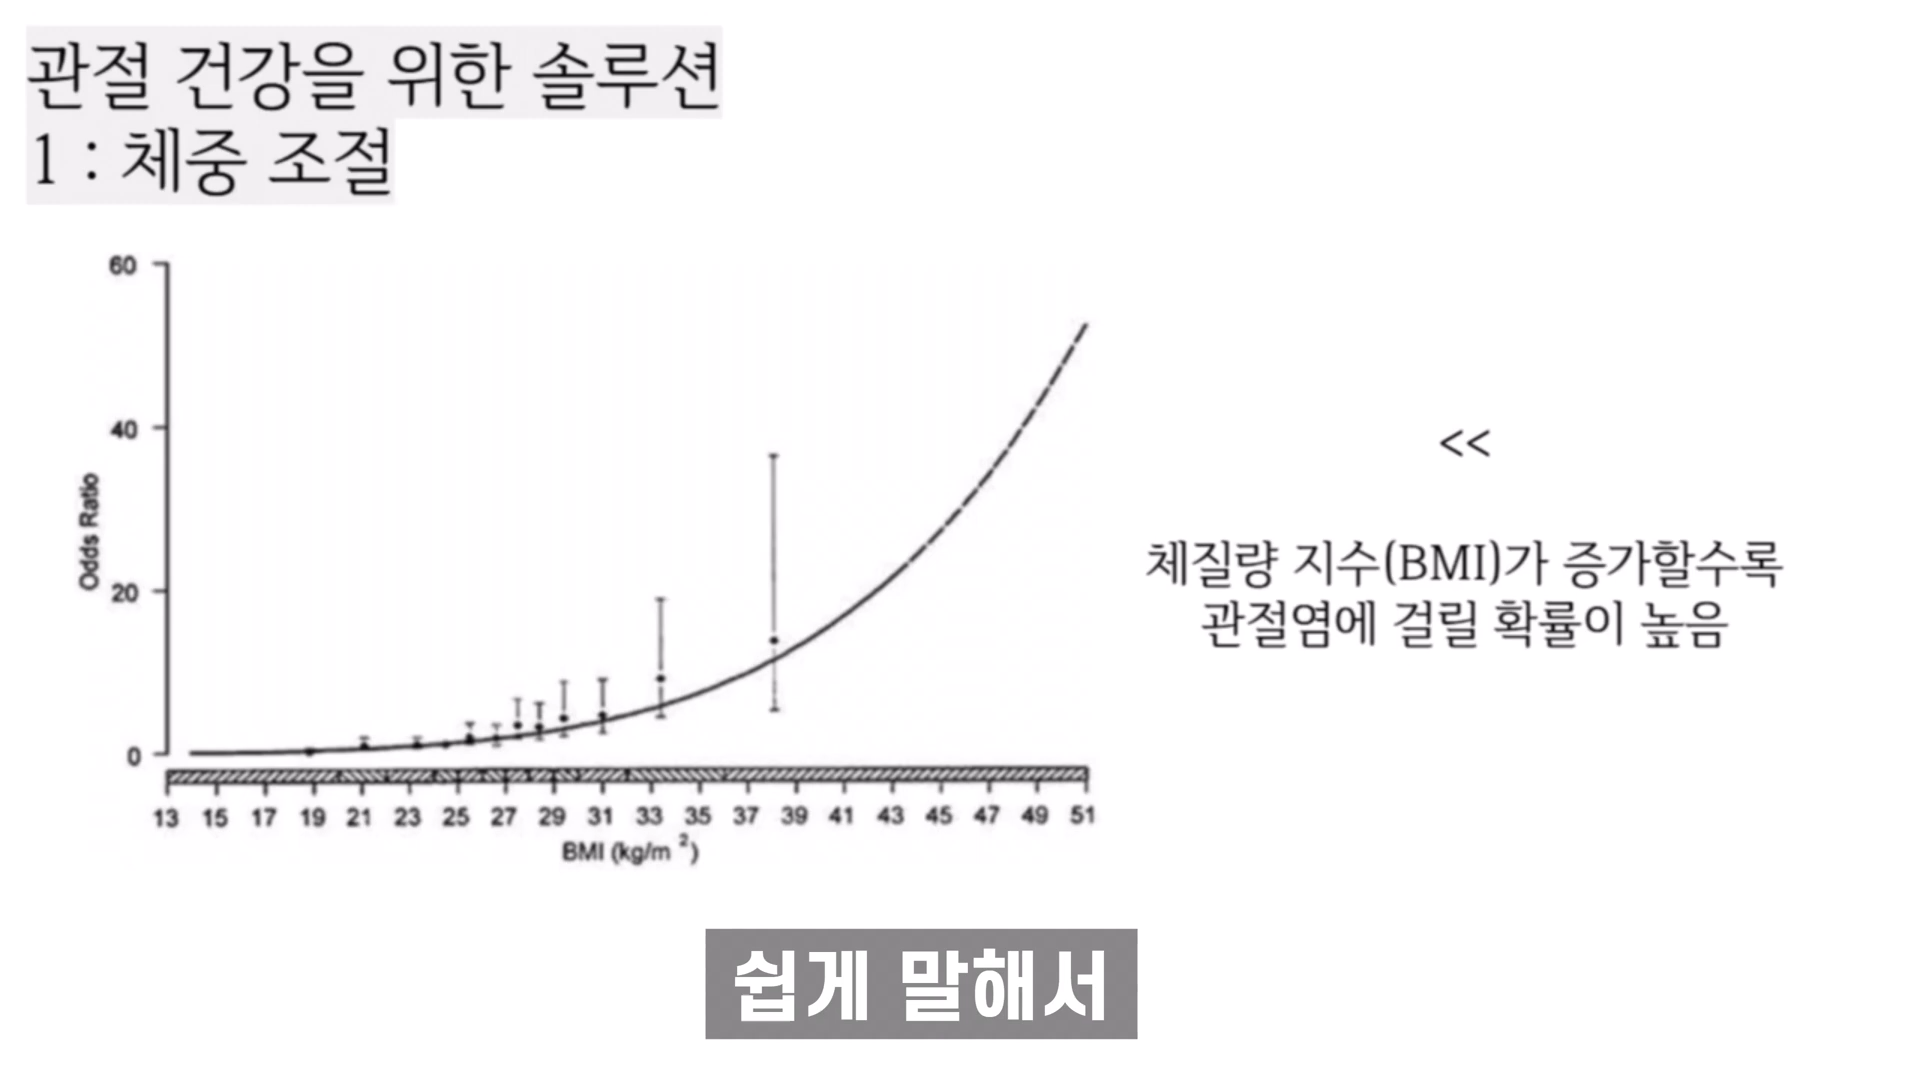 관절 건강을 위한 솔루션
1 : 체중 조절
60
40
20
0
Odds Ratio
13 15 17 19 21 23 25 27 29 31 33 35 37 39 41 43 45 47 49 51
BMI (kg/m 2)
<<
체질량 지수(BMI)가 증가할수록
관절염에 걸릴 확률이 높음
쉽게 말해서